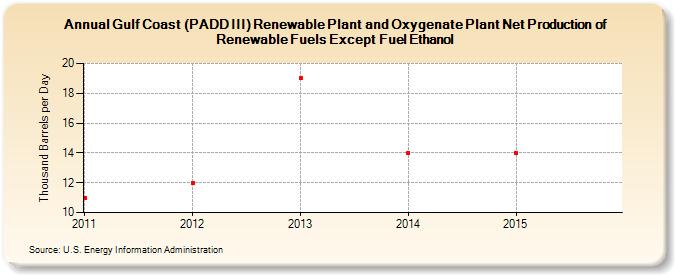 Annual Gulf Coast (PADD III) Renewable Plant and Oxygenate Plant Net Production of
Renewable Fuels Except Fuel Ethanol
Thousand Barrels per Day
20
18
16
14
12
10
2011
2012
2013
2014
2015
Source: U.S. Energy Information Administration